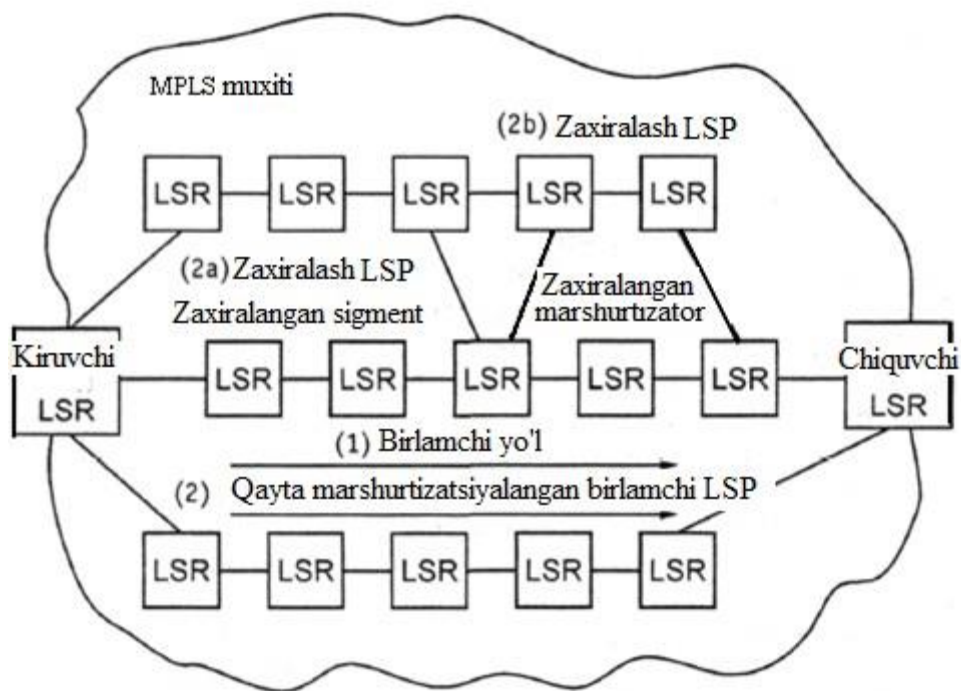 MPLS muxiti
(2b) Zaxiralash LSP
LSR LSR LSR LSR LSR
(2a) Zaxiralash LSP
Zaxiralangan sigment
Zaxiralangan
marshurtizator
Kiruvchi
LSR
LSR LSR LSR LSR LSR
Chiquvchi
LSR
(1) Birlamchi yo'l
(2) Qayta marshurtizatsiyalangan birlamchi LSP
LSR LSR LSR LSR LSR